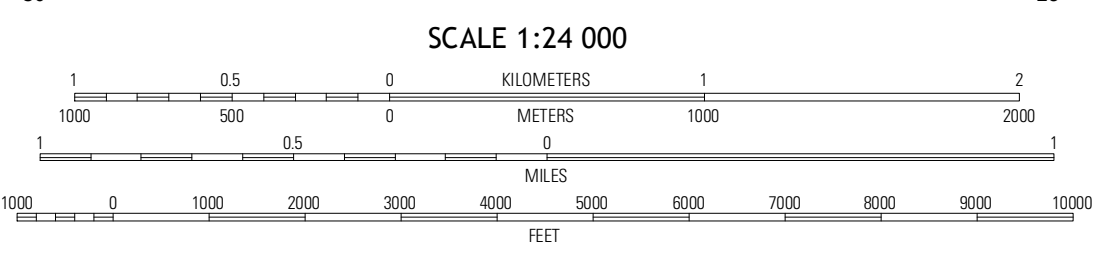 SCALE 1:24 000
1 0.5 0 KILOMETERS 1 2
1000 500 0 METERS 1000 2000
1 0.5 0 1
MILES
1000 0 1000 2000 3000 4000 5000 6000 7000 8000 9000 10000
FEET